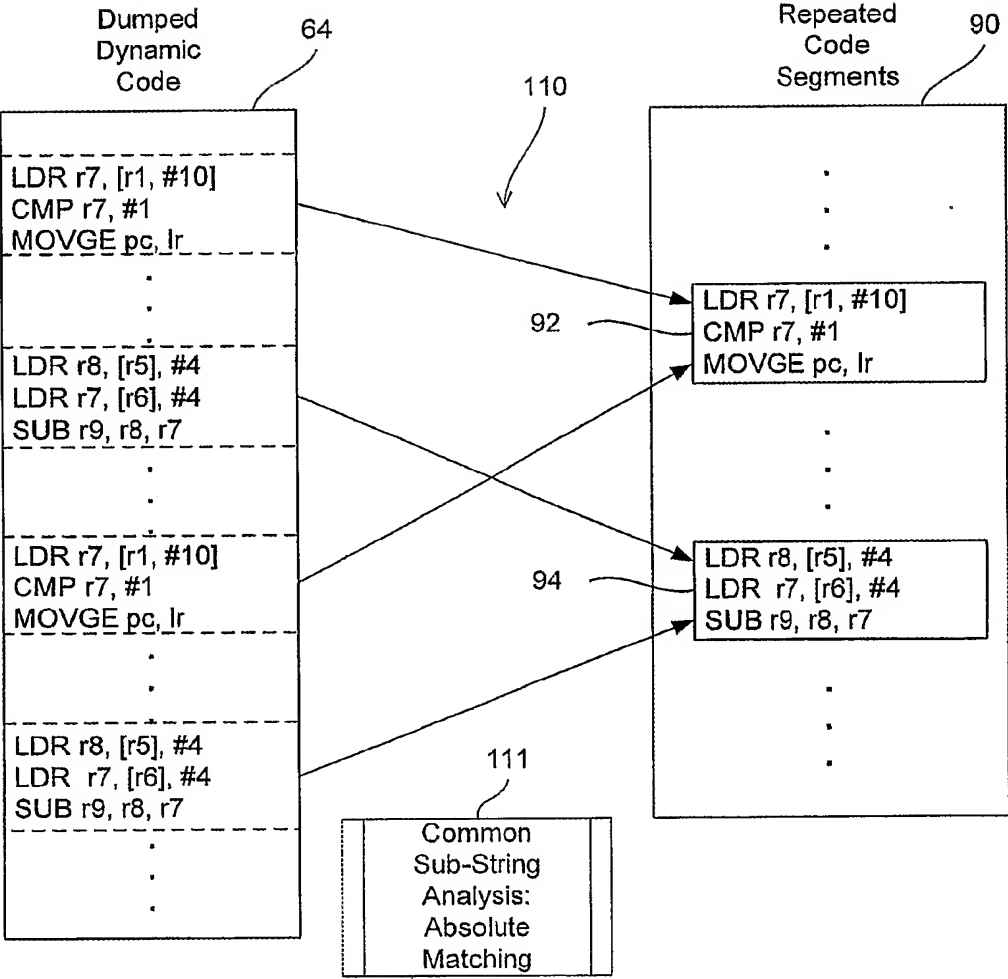 Dumped
Dynamic
Code
64
LDR r7, [r1, #10]
CMP r7, #1
MOVGE pc, lr
LDR r8, [r5], #4
LDR r7, [r6], #4
SUB r9, r8, r7
LDR r7, [r1, #10]
CMP r7, #1
MOVGE pc, lr
LDR r8, [r5], #4
LDR r7, [r6], #4
SUB r9, r8, r7
110
Repeated
Code
Segments
90
92
LDR r7, [r1, #10]
CMP r7, #1
MOVGE pc, lr
94
LDR r8, [r5], #4
LDR r7, [r6], #4
SUB r9, r8, r7
111
Common
Sub-String
Analysis:
Absolute
Matching